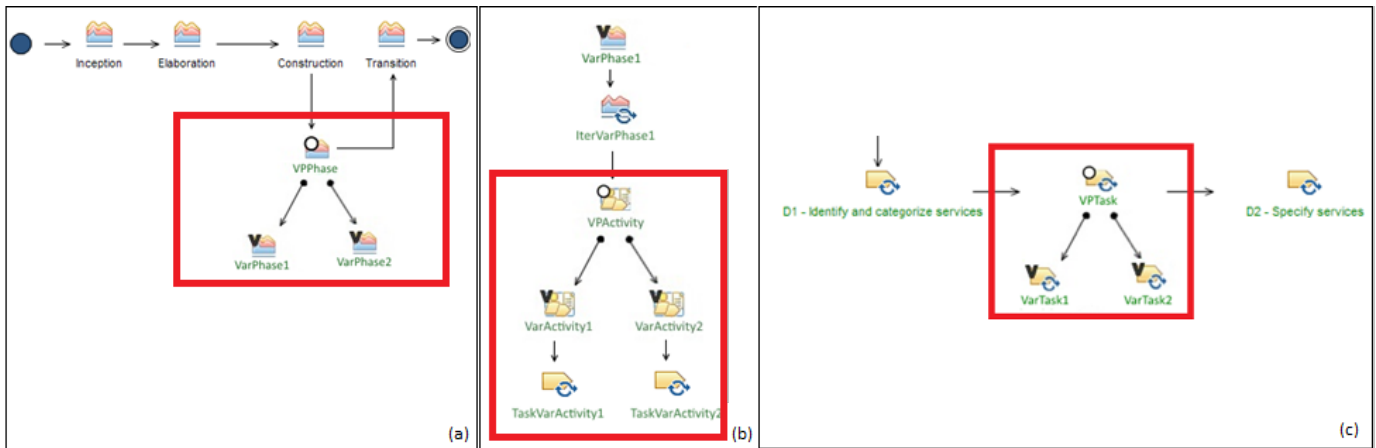 Inception
Elaboration
Construction
Transition
VPPhase
VarPhase1
VarPhase2
(a)
VarPhase1
IterVarPhase1
VPActivity
VarActivity1
VarActivity2
TaskVarActivity1
TaskVarActivity2
(b)
D1 - Identify and categorize services
VPTask
D2 - Specify services
VarTask1
VarTask2
(c)